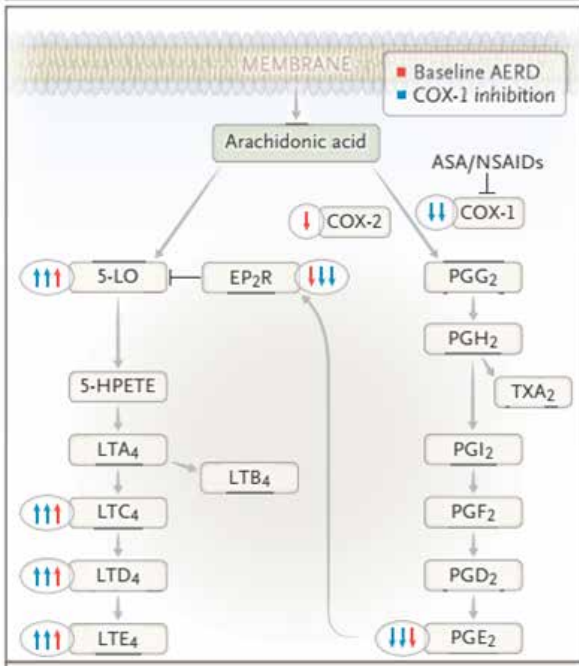 MEMBRANE
Baseline AERD
COX-1 inhibition
Arachidonic acid
ASA/NSAIDs
COX-2
COX-1
5-LO
EP2R
PGG2
PGH2
5-HPETE
TXA2
LTA4
LTB4
PGI2
LTC4
PGF2
LTD4
PGD2
LTE4
PGE2